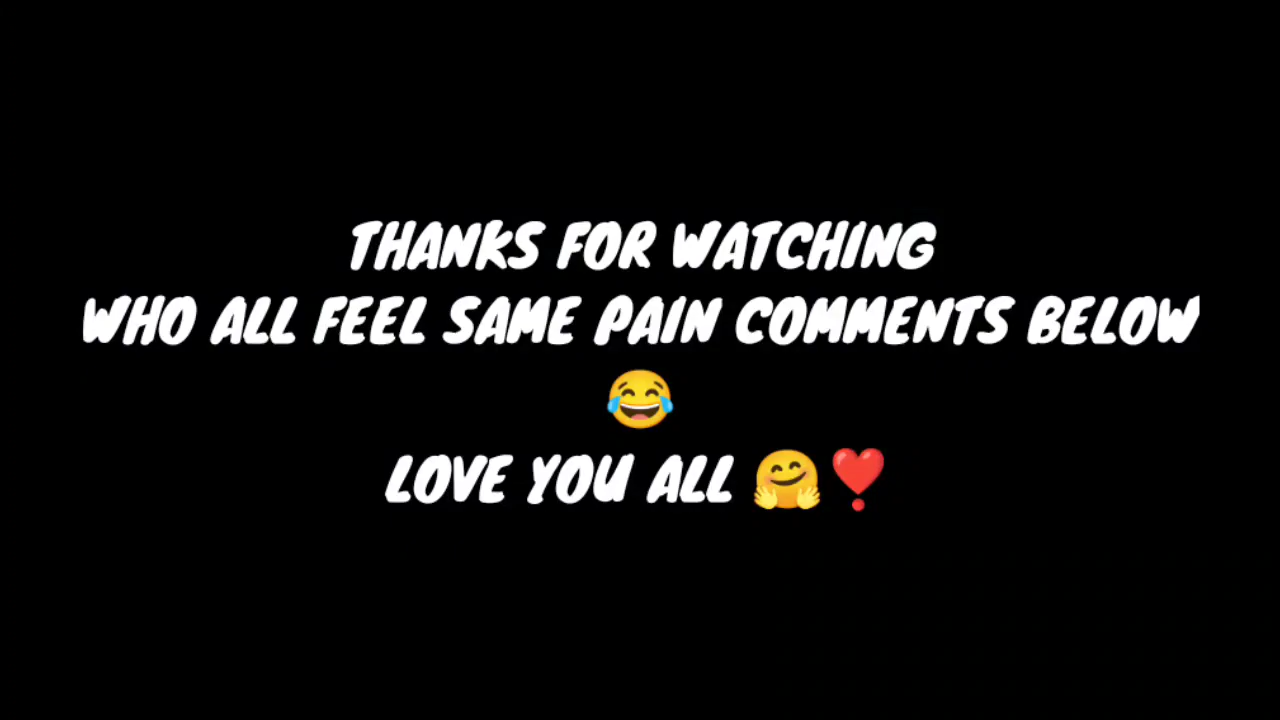 THANKS FOR WATCHING
WHO ALL FEEL SAME PAIN COMMENTS BELOW
😂
LOVE YOU ALL 🤗❣️